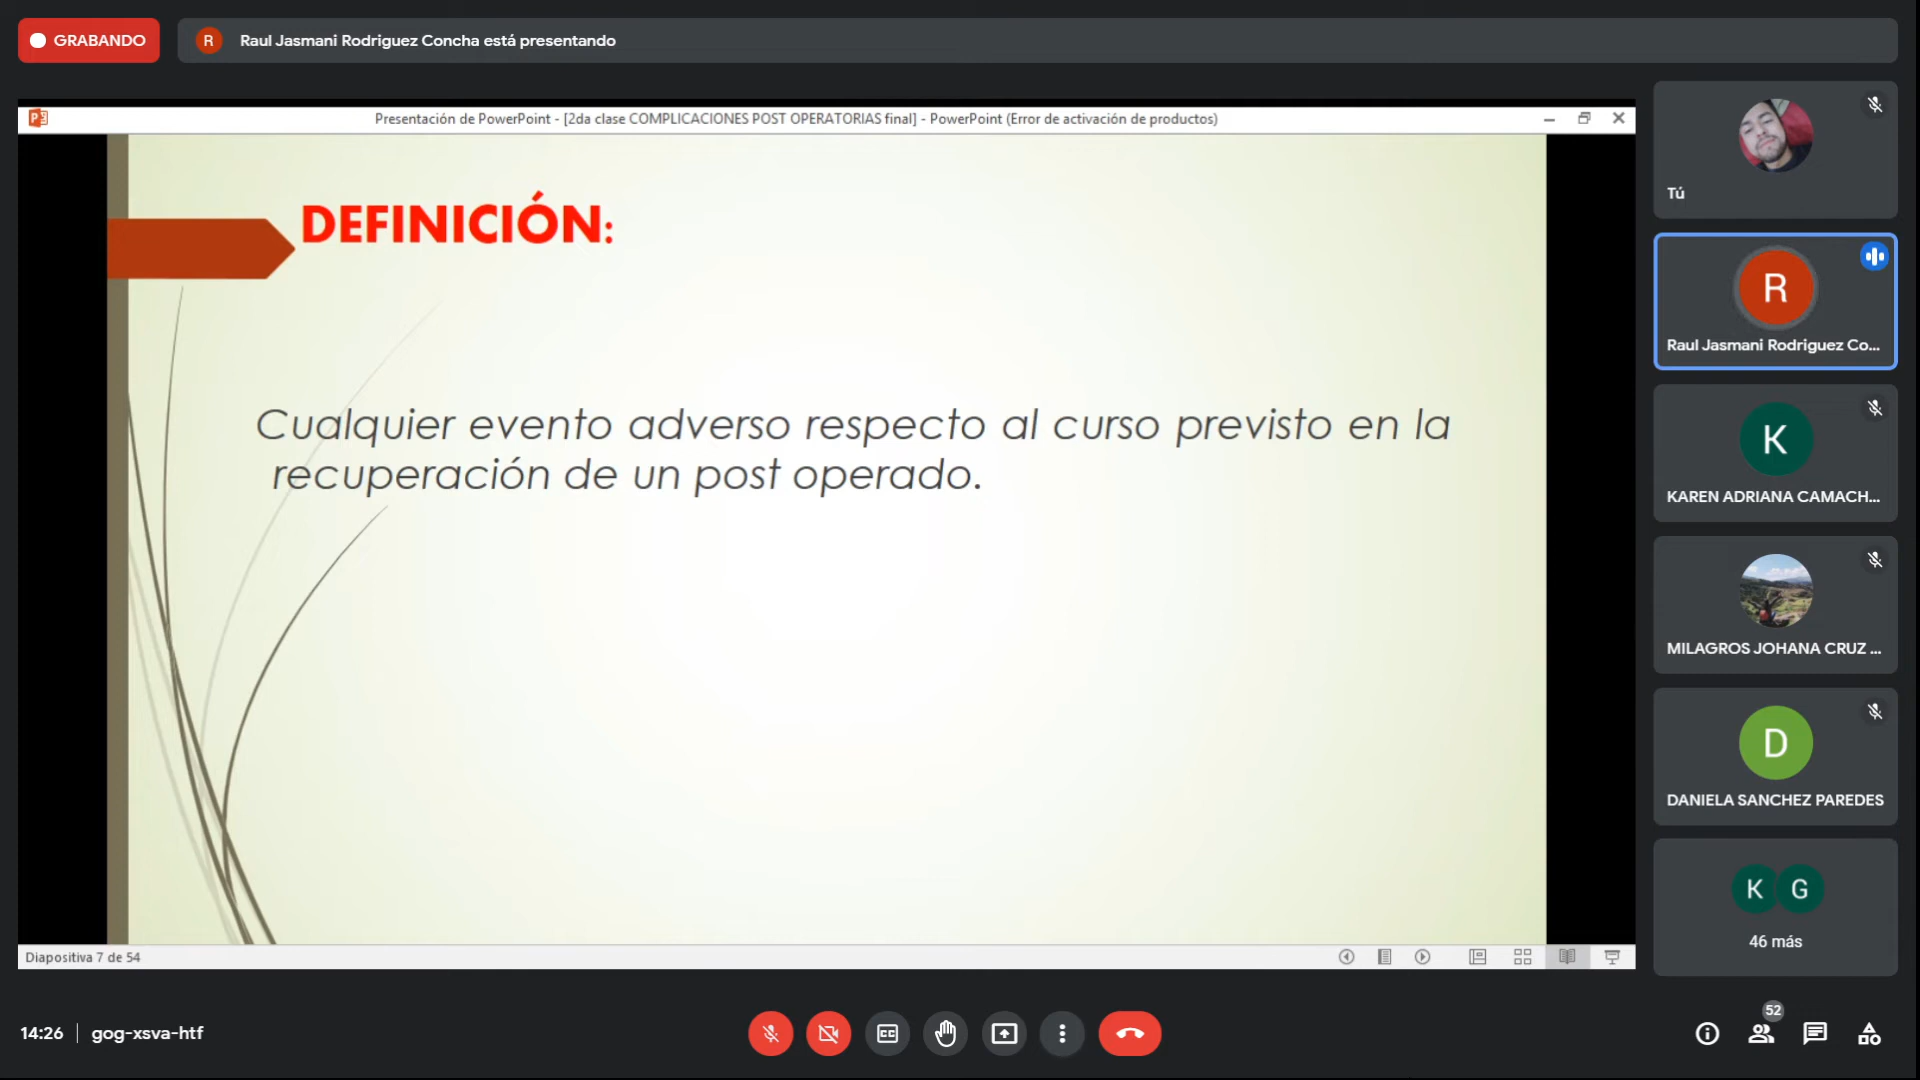 GRABANDO
R
Raul Jasmani Rodriguez Concha está presentando
Presentación de PowerPoint - [2da clase COMPLICACIONES POST OPERATORIAS final] - PowerPoint (Error de activación de productos)
DEFINICIÓN:
Cualquier evento adverso respecto al curso previsto en la
recuperación de un post operado.
Diapositiva 7 de 54
Tú
R
Raul Jasmani Rodriguez Co...
K
KAREN ADRIANA CAMACH...
MILAGROS JOHANA CRUZ ...
D
DANIELA SANCHEZ PAREDES
K G
46 más
14:26 | gog-xsva-htf
CC
52